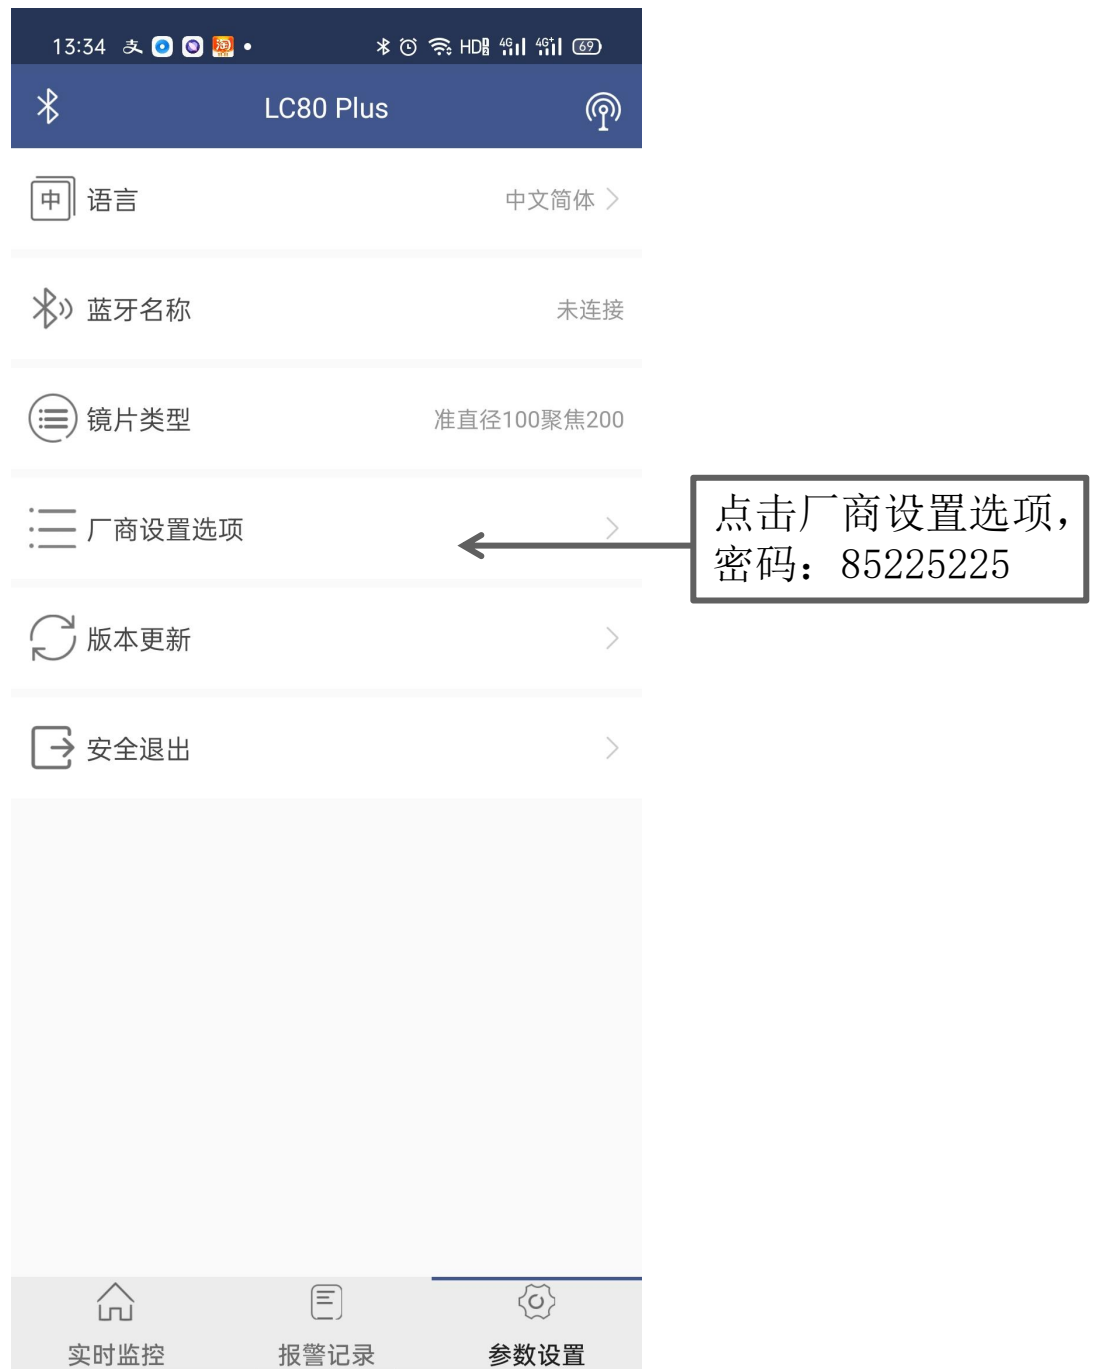 13:34 支 淘 HD 4G 4G+ 69
LC80 Plus
中 语言 中文简体
蓝牙名称 未连接
镜片类型 准直径100聚焦200
厂商设置选项
点击厂商设置选项，
密码：85225225
版本更新
安全退出
实时监控 报警记录 参数设置